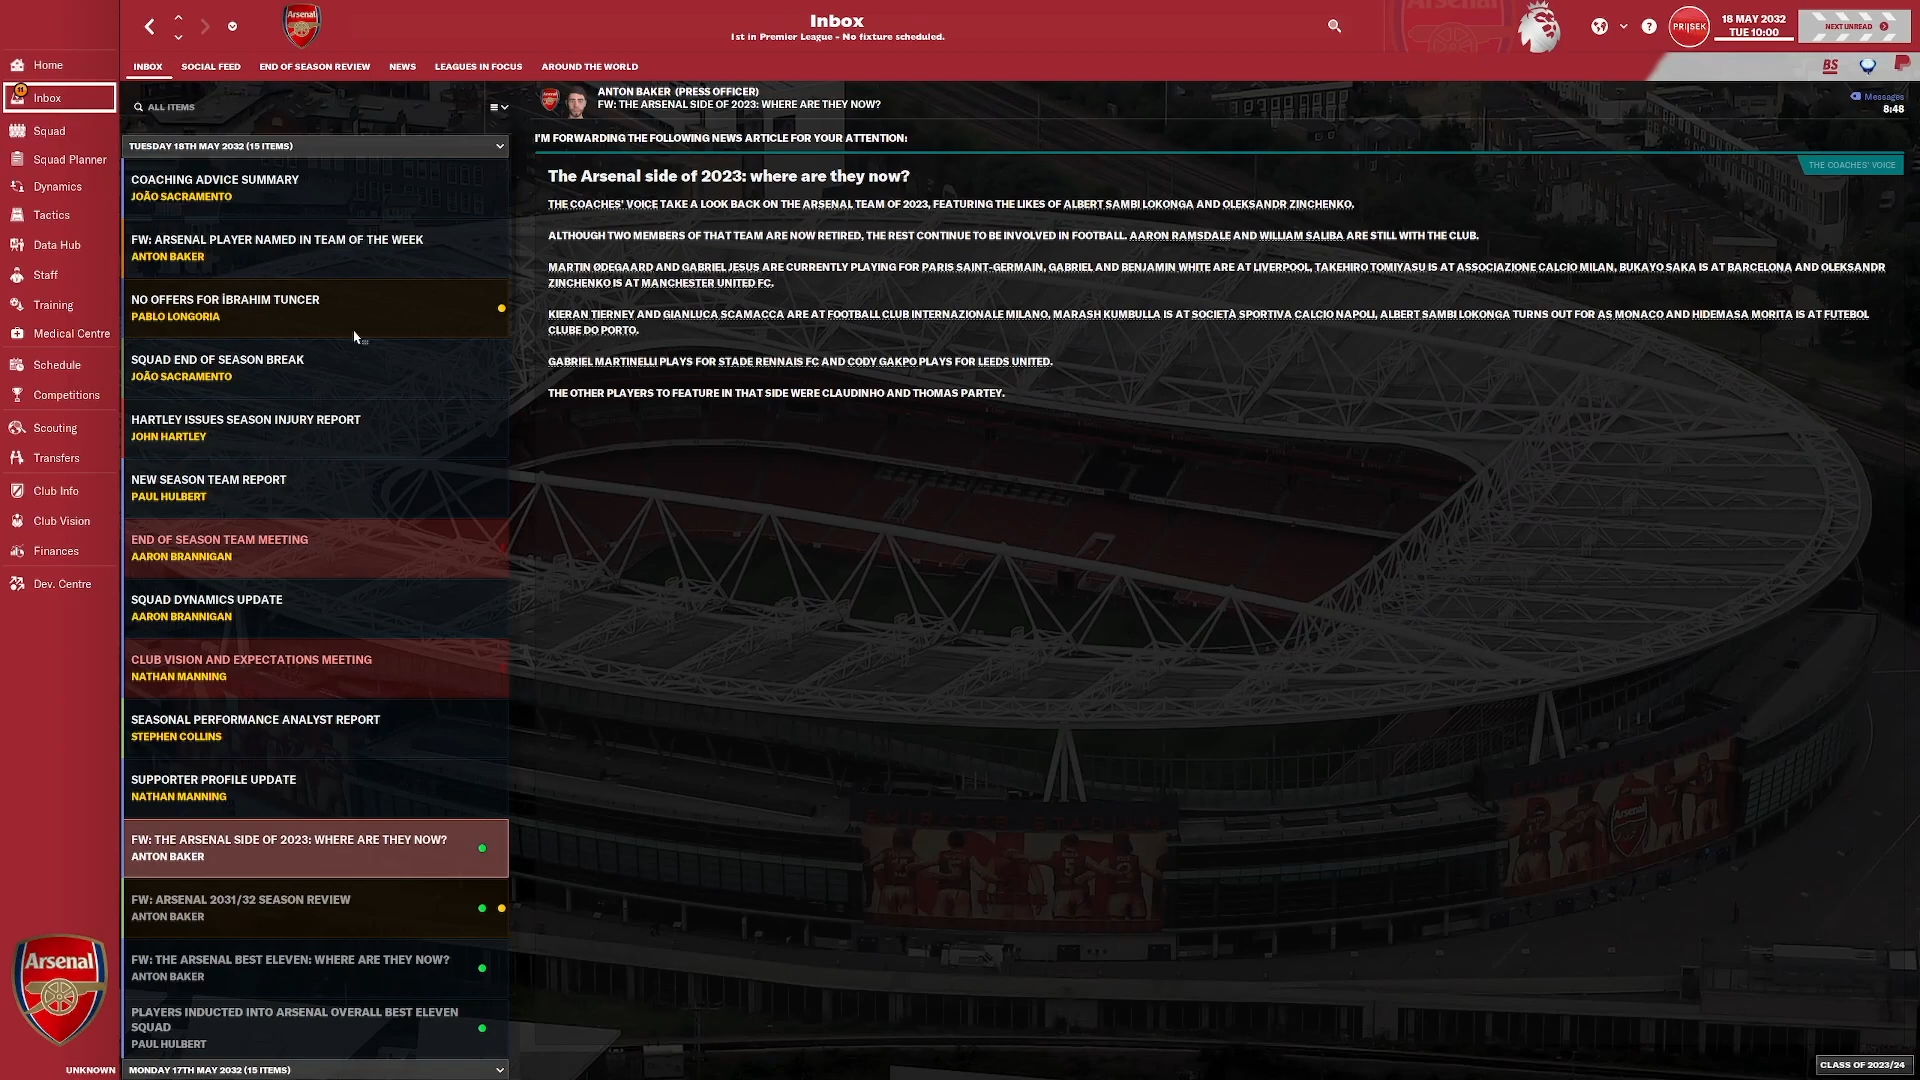 Inbox
1st in Premier League - No fixture scheduled.
PRIISEK
18 MAY 2032
TUE 10:00
NEXT UNREAD
INBOX
SOCIAL FEED
END OF SEASON REVIEW
NEWS
LEAGUES IN FOCUS
AROUND THE WORLD
BS
Home
11
Inbox
Squad
Squad Planner
Dynamics
Tactics
Data Hub
Staff
Training
Medical Centre
Schedule
Competitions
Scouting
Transfers
Club Info
Club Vision
Finances
Dev. Centre
Arsenal
UNKNOWN
Arsenal
ALL ITEMS
TUESDAY 18TH MAY 2032 (15 ITEMS)
COACHING ADVICE SUMMARY
JOÃO SACRAMENTO
FW: ARSENAL PLAYER NAMED IN TEAM OF THE WEEK
ANTON BAKER
NO OFFERS FOR İBRAHIM TUNCER
PABLO LONGORIA
SQUAD END OF SEASON BREAK
JOÃO SACRAMENTO
HARTLEY ISSUES SEASON INJURY REPORT
JOHN HARTLEY
NEW SEASON TEAM REPORT
PAUL HULBERT
END OF SEASON TEAM MEETING
AARON BRANNIGAN
SQUAD DYNAMICS UPDATE
AARON BRANNIGAN
CLUB VISION AND EXPECTATIONS MEETING
NATHAN MANNING
SEASONAL PERFORMANCE ANALYST REPORT
STEPHEN COLLINS
SUPPORTER PROFILE UPDATE
NATHAN MANNING
FW: THE ARSENAL SIDE OF 2023: WHERE ARE THEY NOW?
ANTON BAKER
FW: ARSENAL 2031/32 SEASON REVIEW
ANTON BAKER
FW: THE ARSENAL BEST ELEVEN: WHERE ARE THEY NOW?
ANTON BAKER
PLAYERS INDUCTED INTO ARSENAL OVERALL BEST ELEVEN
SQUAD
PAUL HULBERT
MONDAY 17TH MAY 2032 (15 ITEMS)
ANTON BAKER (PRESS OFFICER)
FW: THE ARSENAL SIDE OF 2023: WHERE ARE THEY NOW?
Messages
8:48
I'M FORWARDING THE FOLLOWING NEWS ARTICLE FOR YOUR ATTENTION:
THE COACHES' VOICE
The Arsenal side of 2023: where are they now?
THE COACHES' VOICE TAKE A LOOK BACK ON THE ARSENAL TEAM OF 2023, FEATURING THE LIKES OF ALBERT SAMBI LOKONGA AND OLEKSANDR ZINCHENKO.
ALTHOUGH TWO MEMBERS OF THAT TEAM ARE NOW RETIRED, THE REST CONTINUE TO BE INVOLVED IN FOOTBALL. AARON RAMSDALE AND WILLIAM SALIBA ARE STILL WITH THE CLUB.
MARTIN ØDEGAARD AND GABRIEL JESUS ARE CURRENTLY PLAYING FOR PARIS SAINT-GERMAIN, GABRIEL AND BENJAMIN WHITE ARE AT LIVERPOOL, TAKEHIRO TOMIYASU IS AT ASSOCIAZIONE CALCIO MILAN, BUKAYO SAKA IS AT BARCELONA AND OLEKSANDR
ZINCHENKO IS AT MANCHESTER UNITED FC.
KIERAN TIERNEY AND GIANLUCA SCAMACCA ARE AT FOOTBALL CLUB INTERNAZIONALE MILANO, MARASH KUMBULLA IS AT SOCIETÀ SPORTIVA CALCIO NAPOLI, ALBERT SAMBI LOKONGA TURNS OUT FOR AS MONACO AND HIDEMASA MORITA IS AT FUTEBOL
CLUBE DO PORTO.
GABRIEL MARTINELLI PLAYS FOR STADE RENNAIS FC AND CODY GAKPO PLAYS FOR LEEDS UNITED.
THE OTHER PLAYERS TO FEATURE IN THAT SIDE WERE CLAUDINHO AND THOMAS PARTEY.
CLASS OF 2023/24